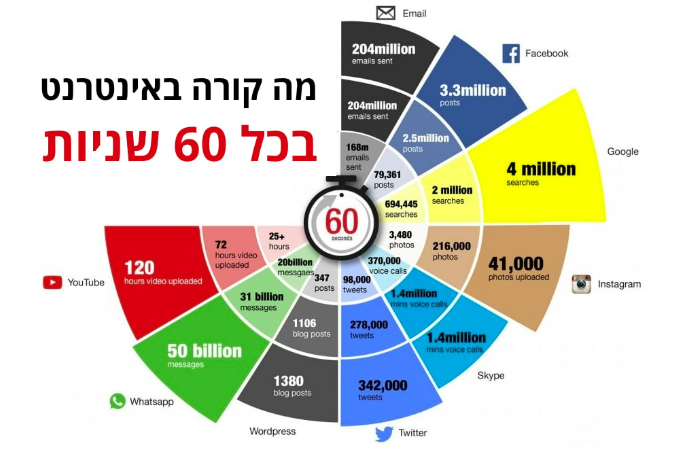 מה קורה באינטרנט
בכל 60 שניות
Email
204million
emails sent
204million
emails sent
168m
emails
sent
Facebook
3.3million
posts
2.5million
posts
79,361
posts
Google
4 million
searches
2 million
searches
694,445
searches
Instagram
41,000
photos uploaded
216,000
photos
3,480
photos
Skype
1.4million
mins voice calls
1.4million
mins voice calls
370,000
voice calls
Twitter
342,000
tweets
278,000
tweets
98,000
tweets
Wordpress
1380
blog posts
1106
blog posts
347
posts
Whatsapp
50 billion
messages
31 billion
messages
20billion
messgaes
YouTube
120
hours video uploaded
72
hours video
uploaded
25+
hours
60
seconds